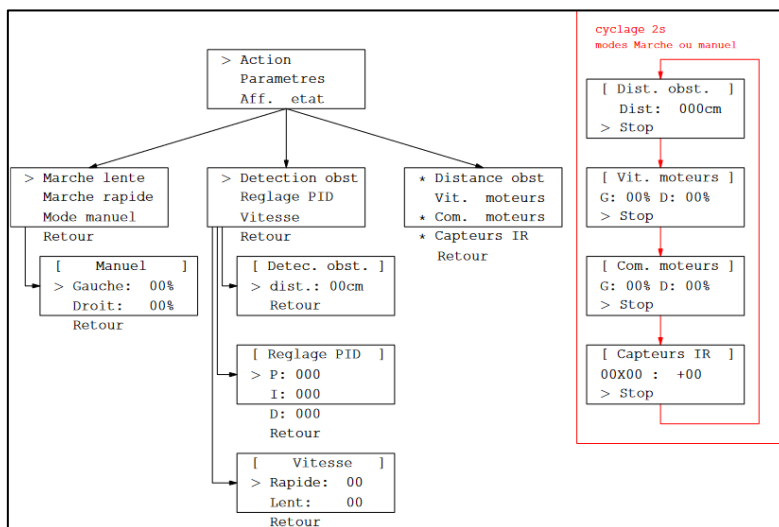 > Action
Parametres
Aff. etat
> Marche lente
Marche rapide
Mode manuel
Retour
[ Manuel ]
> Gauche: 00%
Droit: 00%
Retour
> Detection obst
Reglage PID
Vitesse
Retour
[ Detec. obst. ]
> dist.: 00cm
Retour
[ Reglage PID ]
> P: 000
I: 000
D: 000
Retour
[ Vitesse ]
> Rapide: 00
Lent: 00
Retour
* Distance obst
Vit. moteurs
* Com. moteurs
* Capteurs IR
Retour
cyclage 2s
modes Marche ou manuel
[ Dist. obst. ]
Dist: 000cm
> Stop
[ Vit. moteurs ]
G: 00% D: 00%
> Stop
[ Com. moteurs ]
G: 00% D: 00%
> Stop
[ Capteurs IR ]
00X00 : +00
> Stop